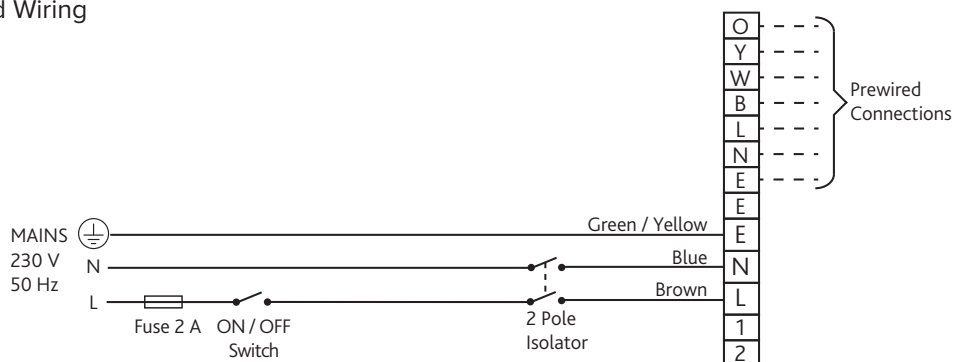 d Wiring
O
Y
W
B
L
N
E
E
E
N
L
1
2
Prewired
Connections
Green / Yellow
Blue
Brown
MAINS
230 V
50 Hz
N
L
Fuse 2 A
ON / OFF
Switch
2 Pole
Isolator